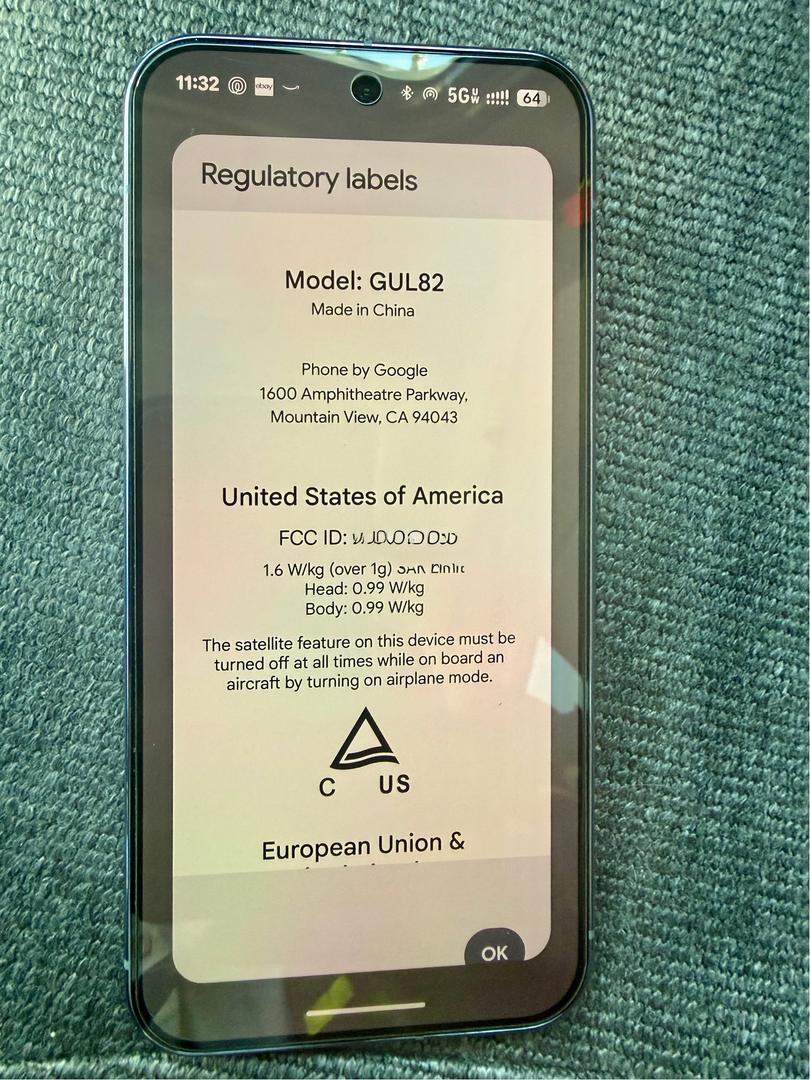 11:32 ebay 5G UW 64
Regulatory labels
Model: GUL82
Made in China
Phone by Google
1600 Amphitheatre Parkway,
Mountain View, CA 94043
United States of America
FCC ID:
1.6 W/kg (over 1g)
Head: 0.99 W/kg
Body: 0.99 W/kg
The satellite feature on this device must be
turned off at all times while on board an
aircraft by turning on airplane mode.
C US
European Union &
OK